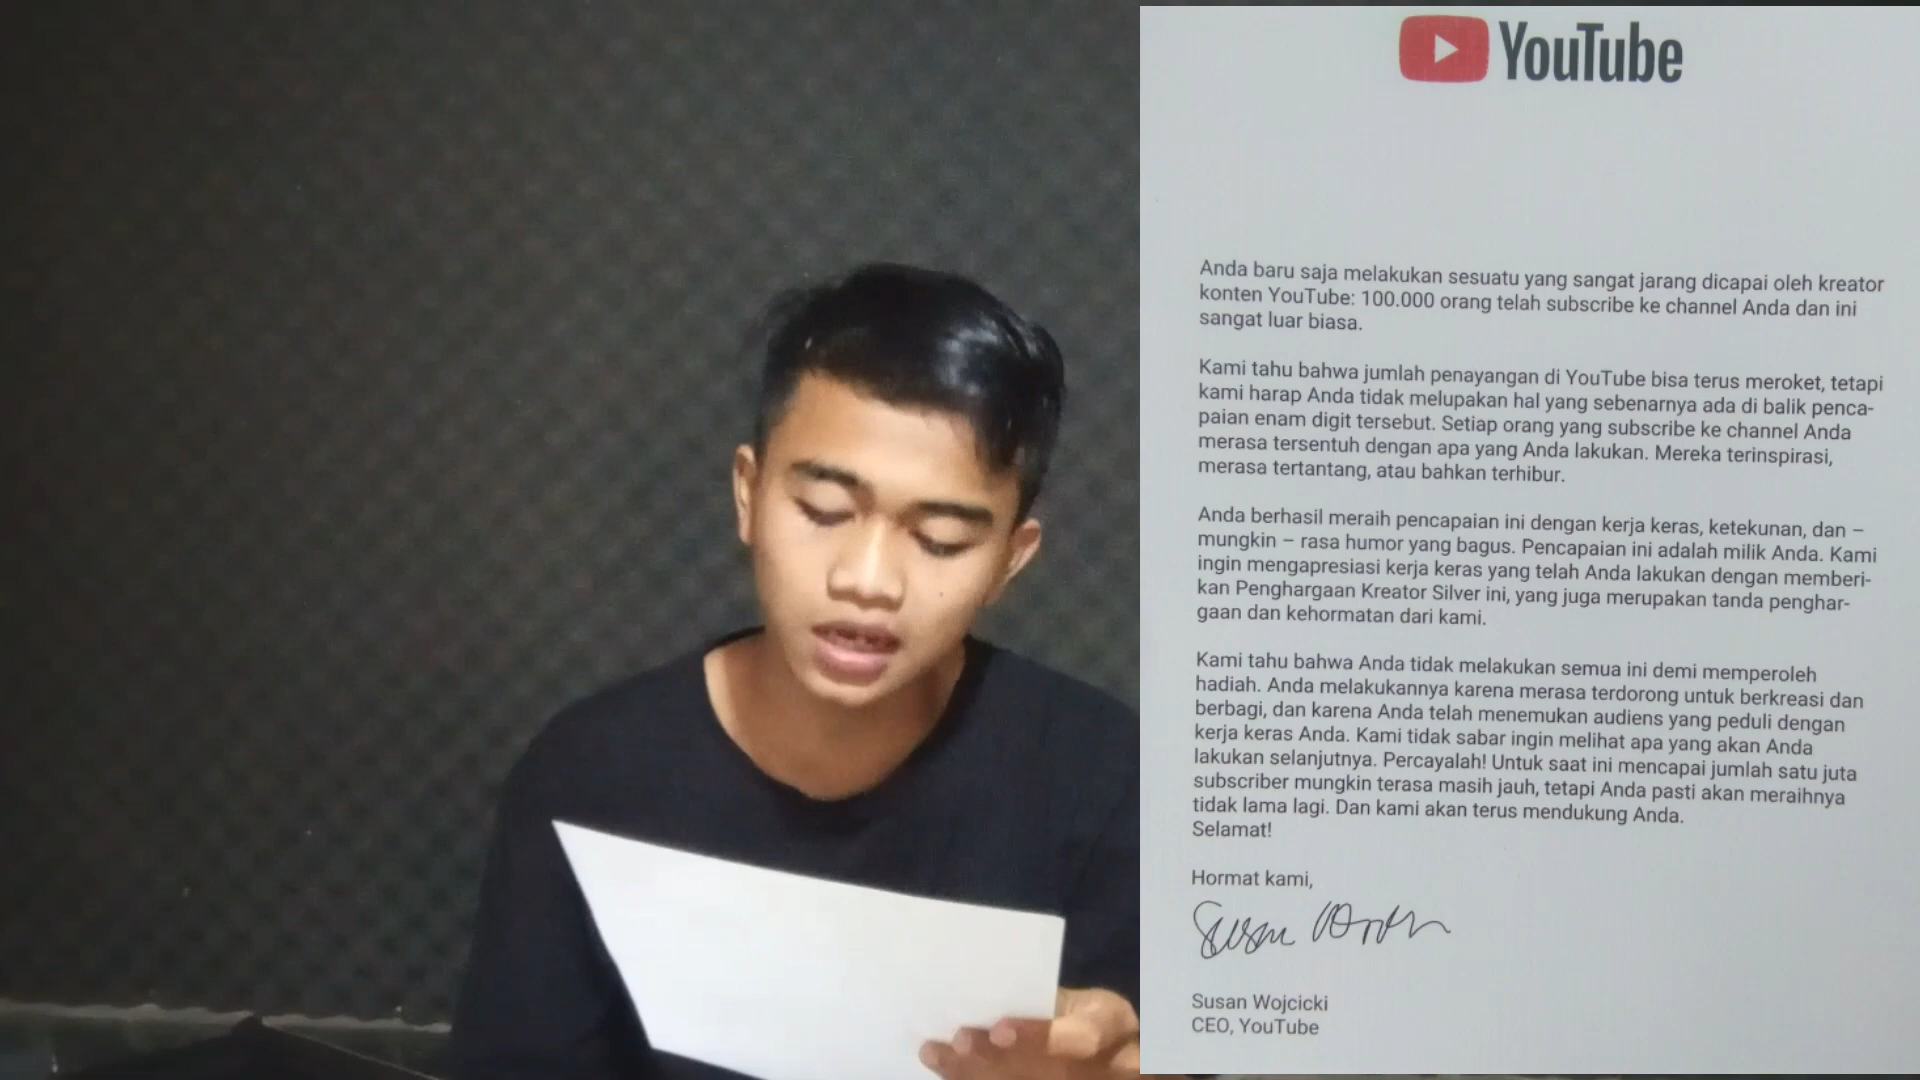 YouTube
Anda baru saja melakukan sesuatu yang sangat jarang dicapai oleh kreator
konten YouTube: 100.000 orang telah subscribe ke channel Anda dan ini
sangat luar biasa.
Kami tahu bahwa jumlah penayangan di YouTube bisa terus meroket, tetapi
kami harap Anda tidak melupakan hal yang sebenarnya ada di balik penca-
paian enam digit tersebut. Setiap orang yang subscribe ke channel Anda
merasa tersentuh dengan apa yang Anda lakukan. Mereka terinspirasi,
merasa tertantang, atau bahkan terhibur.
Anda berhasil meraih pencapaian ini dengan kerja keras, ketekunan, dan –
mungkin – rasa humor yang bagus. Pencapaian ini adalah milik Anda. Kami
ingin mengapresiasi kerja keras yang telah Anda lakukan dengan memberi-
kan Penghargaan Kreator Silver ini, yang juga merupakan tanda penghar-
gaan dan kehormatan dari kami.
Kami tahu bahwa Anda tidak melakukan semua ini demi memperoleh
hadiah. Anda melakukannya karena merasa terdorong untuk berkreasi dan
berbagi, dan karena Anda telah menemukan audiens yang peduli dengan
kerja keras Anda. Kami tidak sabar ingin melihat apa yang akan Anda
lakukan selanjutnya. Percayalah! Untuk saat ini mencapai jumlah satu juta
subscriber mungkin terasa masih jauh, tetapi Anda pasti akan meraihnya
tidak lama lagi. Dan kami akan terus mendukung Anda.
Selamat!
Hormat kami,
Susan Wojcicki
CEO, YouTube